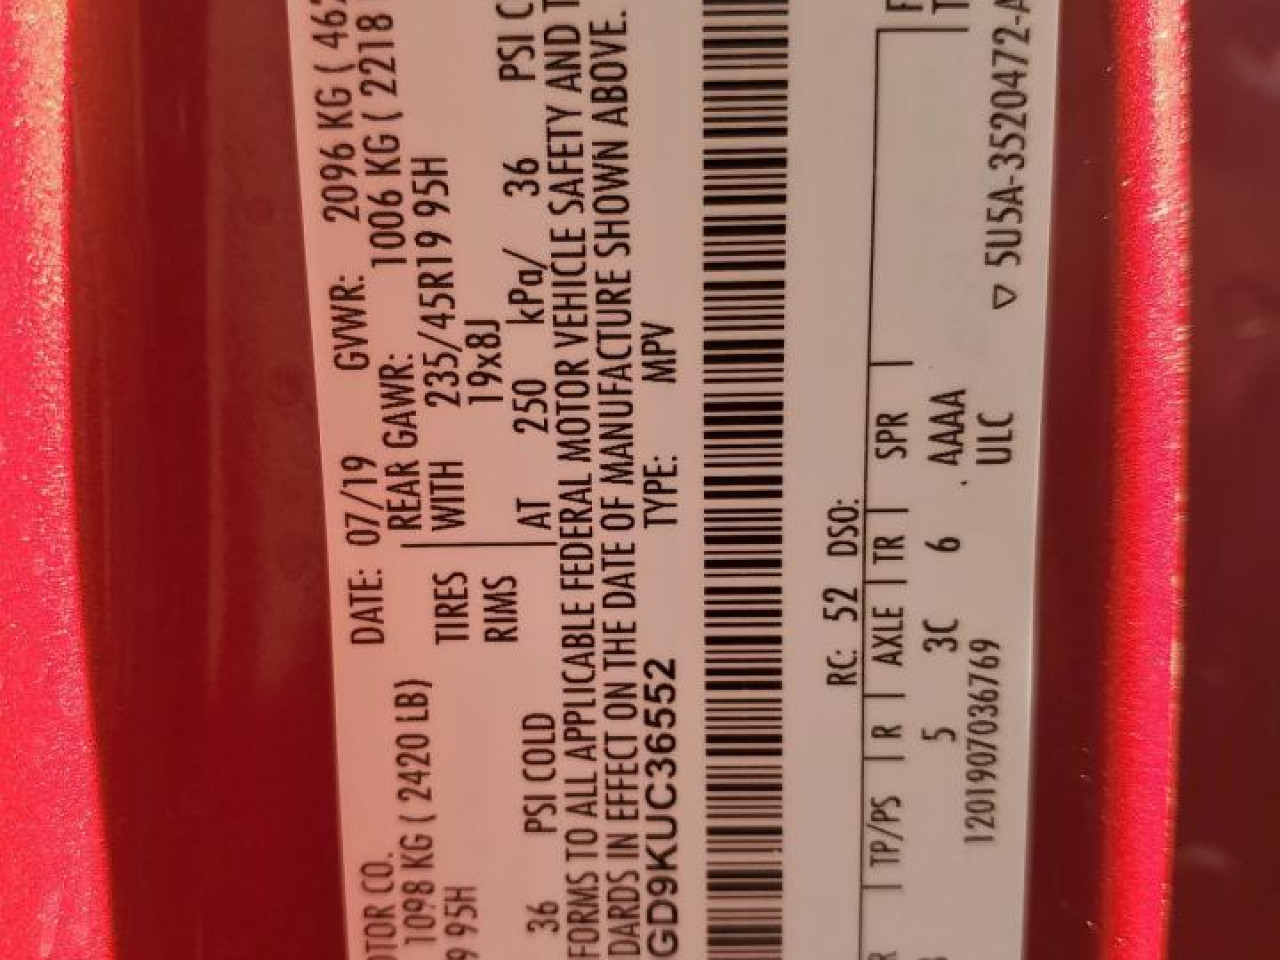 OTOR CO. DATE: 07/19 GVWR: 2096 KG ( 462
1098 KG ( 2420 LB) REAR GAWR: 1006 KG ( 2218
9 95H TIRES WITH 235/45R19 95H
RIMS 19x8J
36 PSI COLD AT 250 kPa/ 36 PSI C
FORMS TO ALL APPLICABLE FEDERAL MOTOR VEHICLE SAFETY AND T
DARDS IN EFFECT ON THE DATE OF MANUFACTURE SHOWN ABOVE.
GD9KUC36552 TYPE: MPV
RC: 52 DSO:
R | TP/PS | R | AXLE | TR | SPR
5 3C 6 . AAAA
1201907036769 ULC ▽ 5U5A-3520472-A